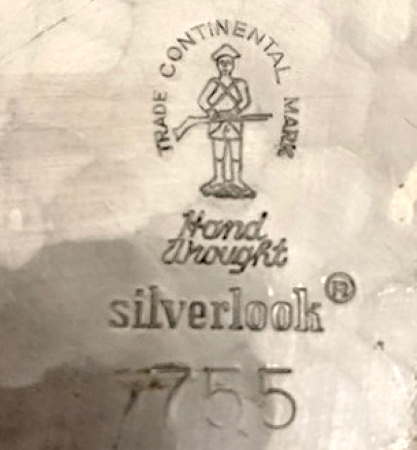 TRADE CONTINENTAL MARK
Hand
Wrought
silverlook®
755